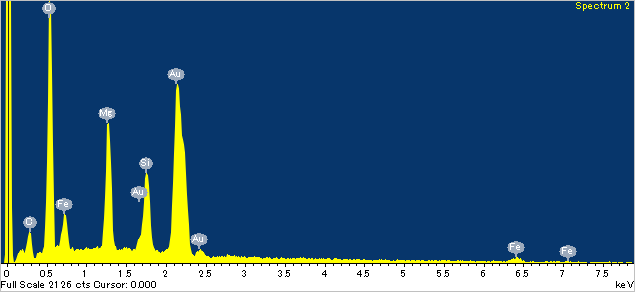 Spectrum 2
O
Au
Mg
Si
Au
Fe
C
Au
Fe
Fe
0 0.5 1 1.5 2 2.5 3 3.5 4 4.5 5 5.5 6 6.5 7 7.5
Full Scale 2126 cts Cursor: 0.000 keV